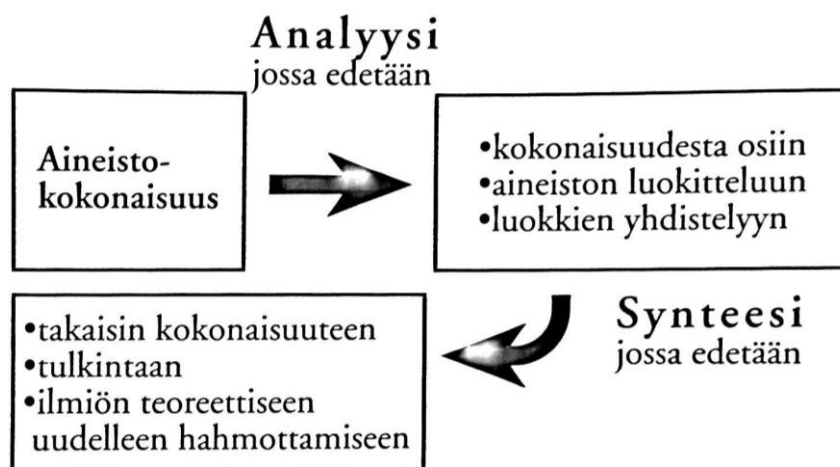 Analyysi
jossa edetään
Aineisto-
kokonaisuus
•kokonaisuudesta osiin
•aineiston luokitteluun
•luokkien yhdistelyyn
Synteesi
jossa edetään
•takaisin kokonaisuuteen
•tulkintaan
•ilmiön teoreettiseen
uudelleen hahmottamiseen